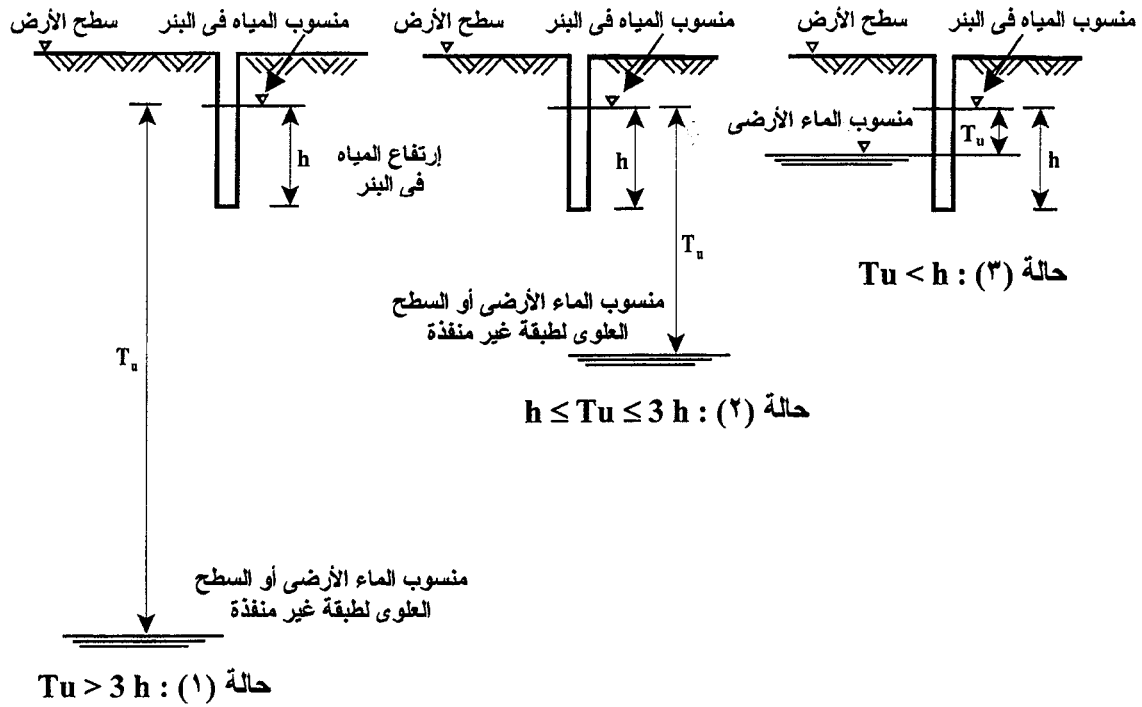 سطح الأرض
منسوب المياه فى البئر
h
إرتفاع المياه
فى البئر
Tu
منسوب الماء الأرضى أو السطح
العلوى لطبقة غير منفذة
حالة (١) : Tu > 3 h
سطح الأرض
منسوب المياه فى البئر
h
Tu
منسوب الماء الأرضى أو السطح
العلوى لطبقة غير منفذة
حالة (٢) : h ≤ Tu ≤ 3 h
سطح الأرض
منسوب المياه فى البئر
منسوب الماء الأرضى
Tu
h
حالة (٣) : Tu < h